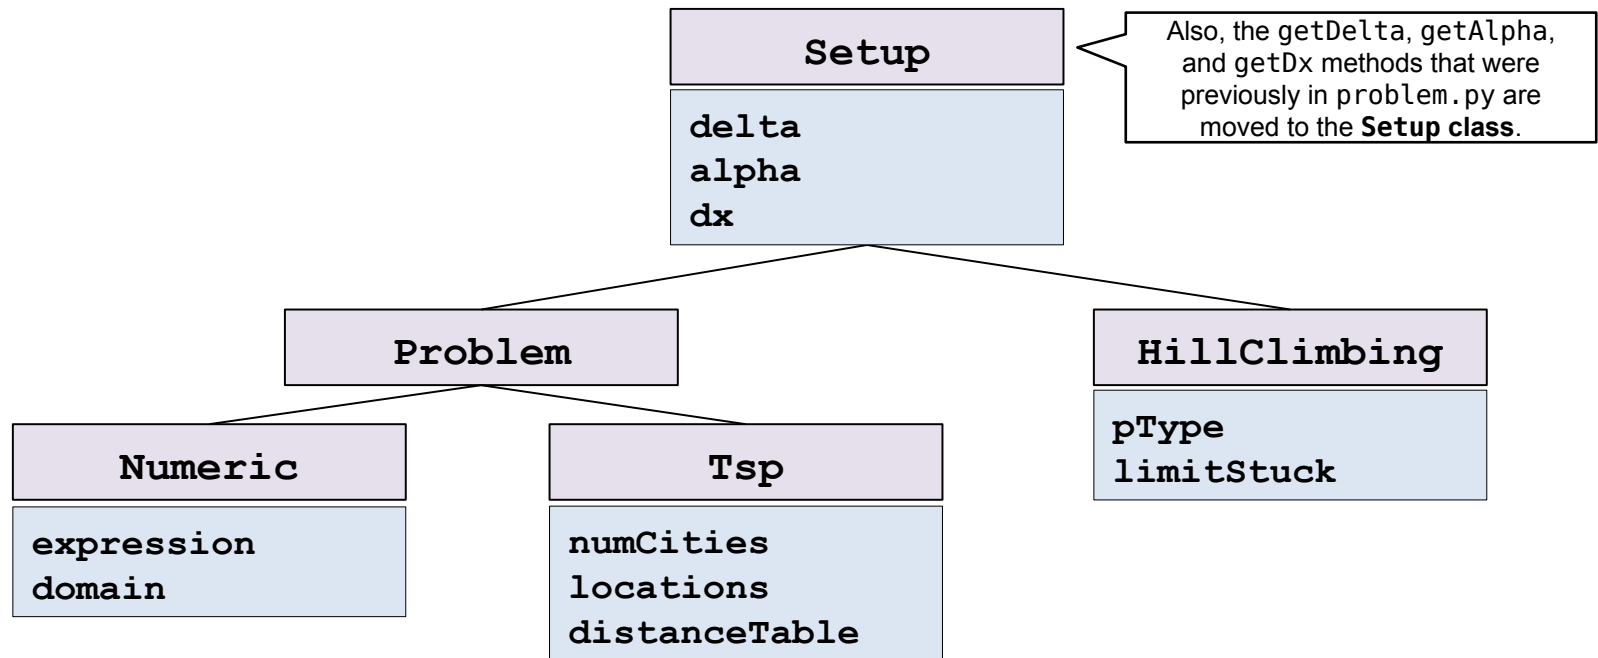 Setup
delta
alpha
dx
Also, the getDelta, getAlpha,
and getDx methods that were
previously in problem.py are
moved to the Setup class.
Problem
HillClimbing
pType
limitStuck
Numeric
expression
domain
Tsp
numCities
locations
distanceTable